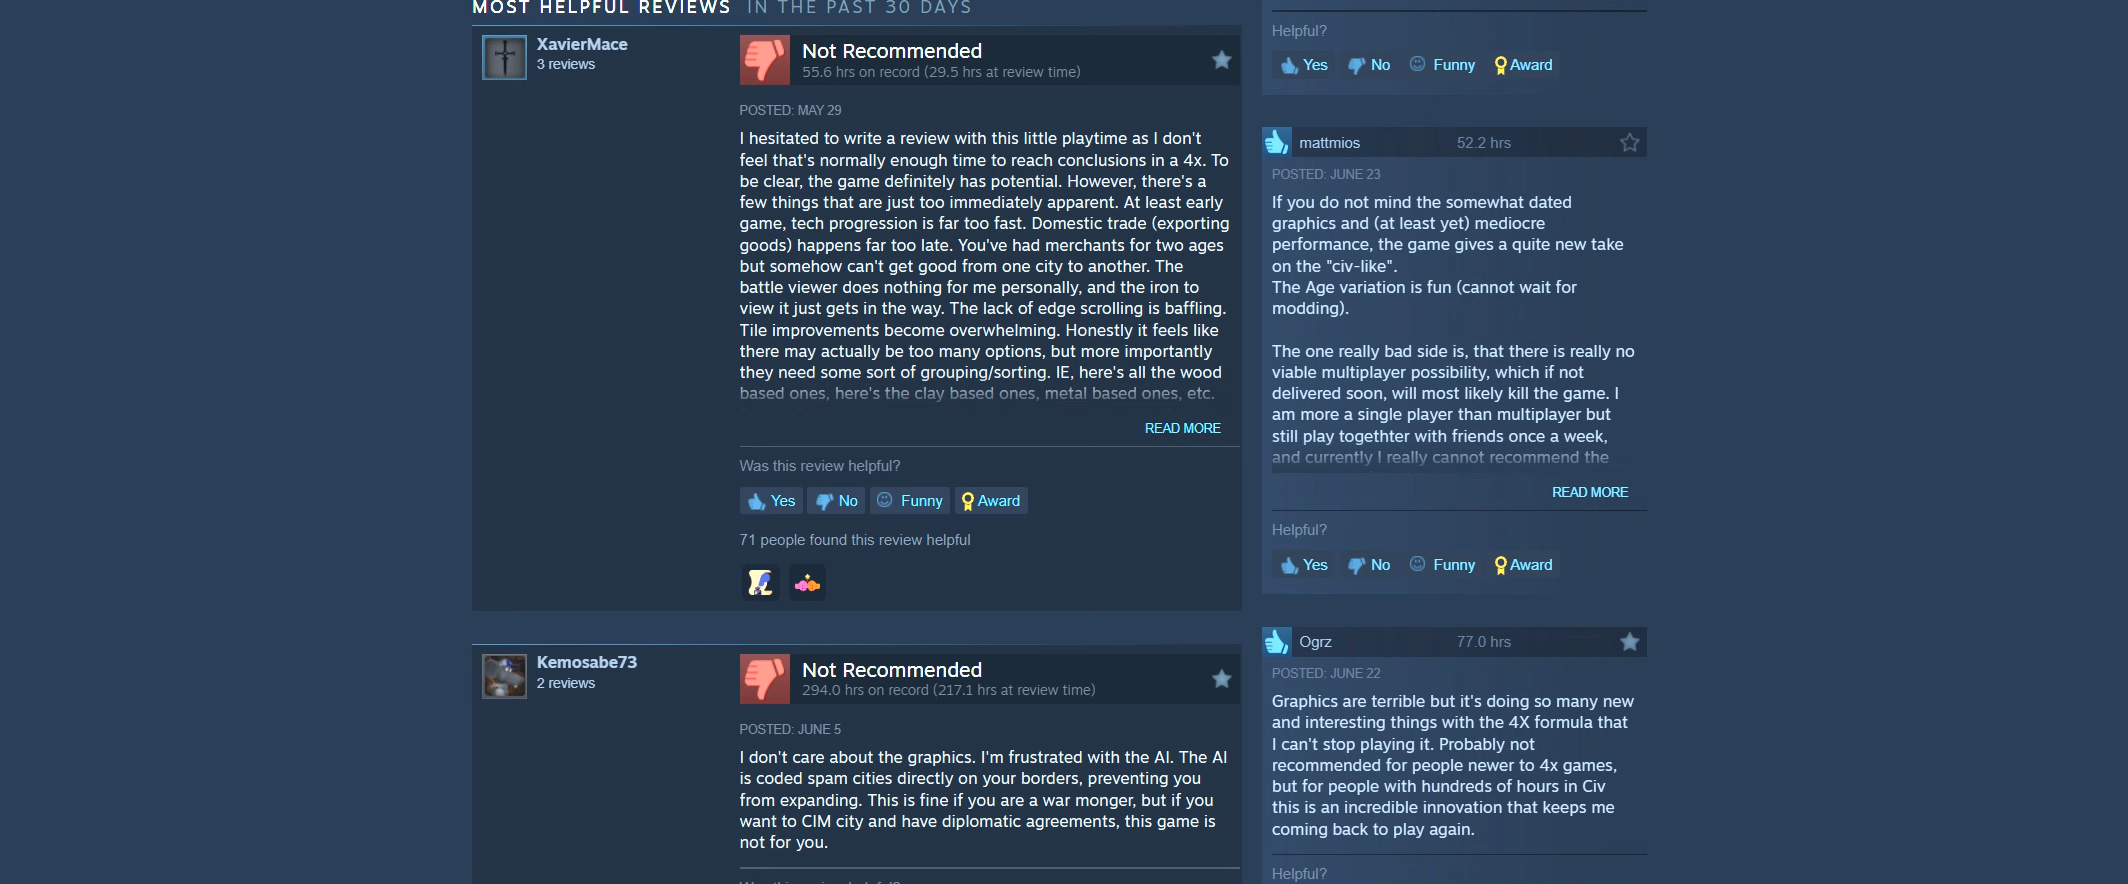 MOST HELPFUL REVIEWS IN THE PAST 30 DAYS
XavierMace
3 reviews
Not Recommended
55.6 hrs on record (29.5 hrs at review time)
POSTED: MAY 29
I hesitated to write a review with this little playtime as I don't
feel that's normally enough time to reach conclusions in a 4x. To
be clear, the game definitely has potential. However, there's a
few things that are just too immediately apparent. At least early
game, tech progression is far too fast. Domestic trade (exporting
goods) happens far too late. You've had merchants for two ages
but somehow can't get good from one city to another. The
battle viewer does nothing for me personally, and the iron to
view it just gets in the way. The lack of edge scrolling is baffling.
Tile improvements become overwhelming. Honestly it feels like
there may actually be too many options, but more importantly
they need some sort of grouping/sorting. IE, here's all the wood
based ones, here's the clay based ones, metal based ones, etc.
READ MORE
Was this review helpful?
Yes No Funny Award
71 people found this review helpful
Kemosabe73
2 reviews
Not Recommended
294.0 hrs on record (217.1 hrs at review time)
POSTED: JUNE 5
I don't care about the graphics. I'm frustrated with the AI. The AI
is coded spam cities directly on your borders, preventing you
from expanding. This is fine if you are a war monger, but if you
want to CIM city and have diplomatic agreements, this game is
not for you.
Helpful?
Yes No Funny Award
mattmios 52.2 hrs
POSTED: JUNE 23
If you do not mind the somewhat dated
graphics and (at least yet) mediocre
performance, the game gives a quite new take
on the "civ-like".
The Age variation is fun (cannot wait for
modding).
The one really bad side is, that there is really no
viable multiplayer possibility, which if not
delivered soon, will most likely kill the game. I
am more a single player than multiplayer but
still play togethter with friends once a week,
and currently I really cannot recommend the
READ MORE
Helpful?
Yes No Funny Award
Ogrz 77.0 hrs
POSTED: JUNE 22
Graphics are terrible but it's doing so many new
and interesting things with the 4X formula that
I can't stop playing it. Probably not
recommended for people newer to 4x games,
but for people with hundreds of hours in Civ
this is an incredible innovation that keeps me
coming back to play again.
Helpful?